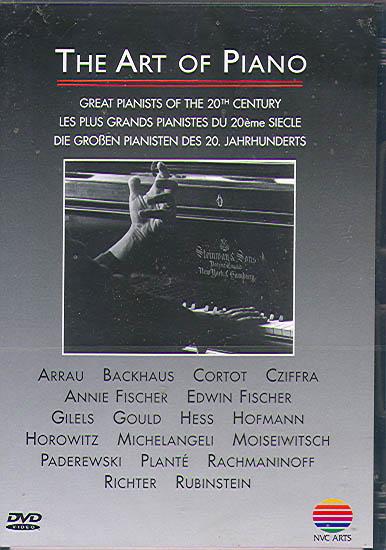 THE ART OF PIANO
GREAT PIANISTS OF THE 20TH CENTURY
LES PLUS GRANDS PIANISTES DU 20ème SIECLE
DIE GROßEN PIANISTEN DES 20. JAHRHUNDERTS
Steinway & Sons
New York & Hamburg
ARRAU BACKHAUS CORTOT CZIFFRA
ANNIE FISCHER EDWIN FISCHER
GILELS GOULD HESS HOFMANN
HOROWITZ MICHELANGELI MOISEIWITSCH
PADEREWSKI PLANTÉ RACHMANINOFF
RICHTER RUBINSTEIN
DVD
VIDEO
NVC ARTS